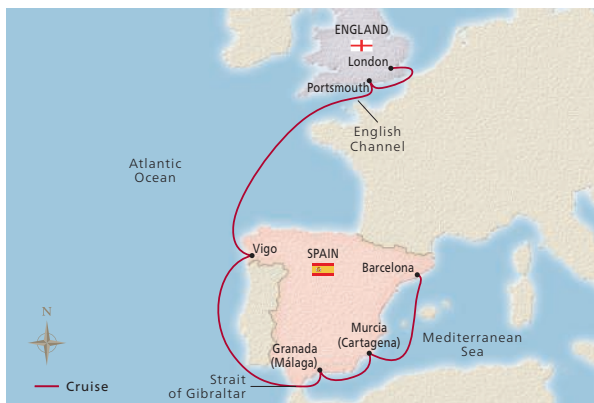 ENGLAND
London
Portsmouth
English
Channel
Atlantic
Ocean
Vigo
SPAIN
Barcelona
Murcia
(Cartagena)
Mediterranean
Sea
Granada
(Málaga)
Strait
of Gibraltar
N
Cruise